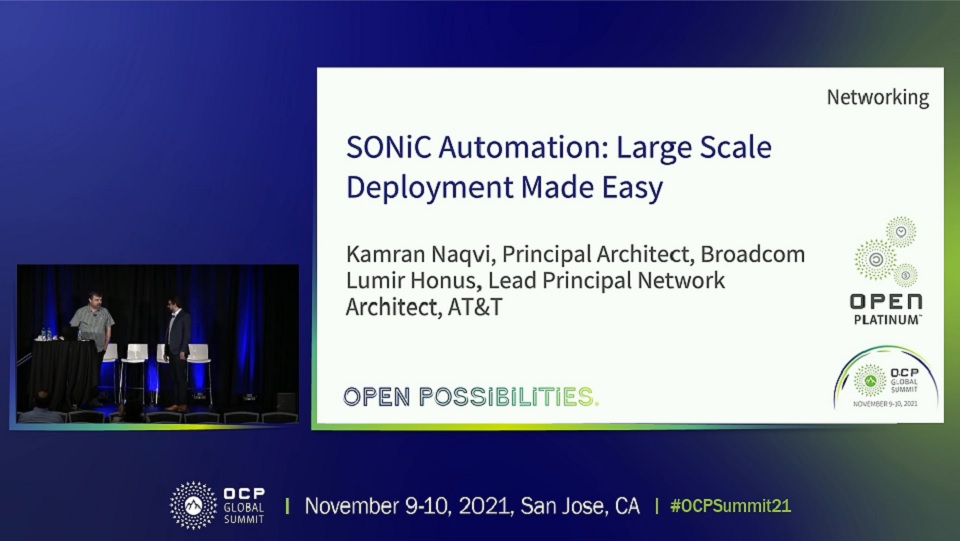 Networking
SONiC Automation: Large Scale
Deployment Made Easy
Kamran Naqvi, Principal Architect, Broadcom
Lumir Honus, Lead Principal Network
Architect, AT&T
OPEN
PLATINUM™
OCP
GLOBAL
SUMMIT
NOVEMBER 9-10, 2021
OPEN POSSIBILITIES.
OCP
GLOBAL
SUMMIT
November 9-10, 2021, San Jose, CA
#OCPSummit21